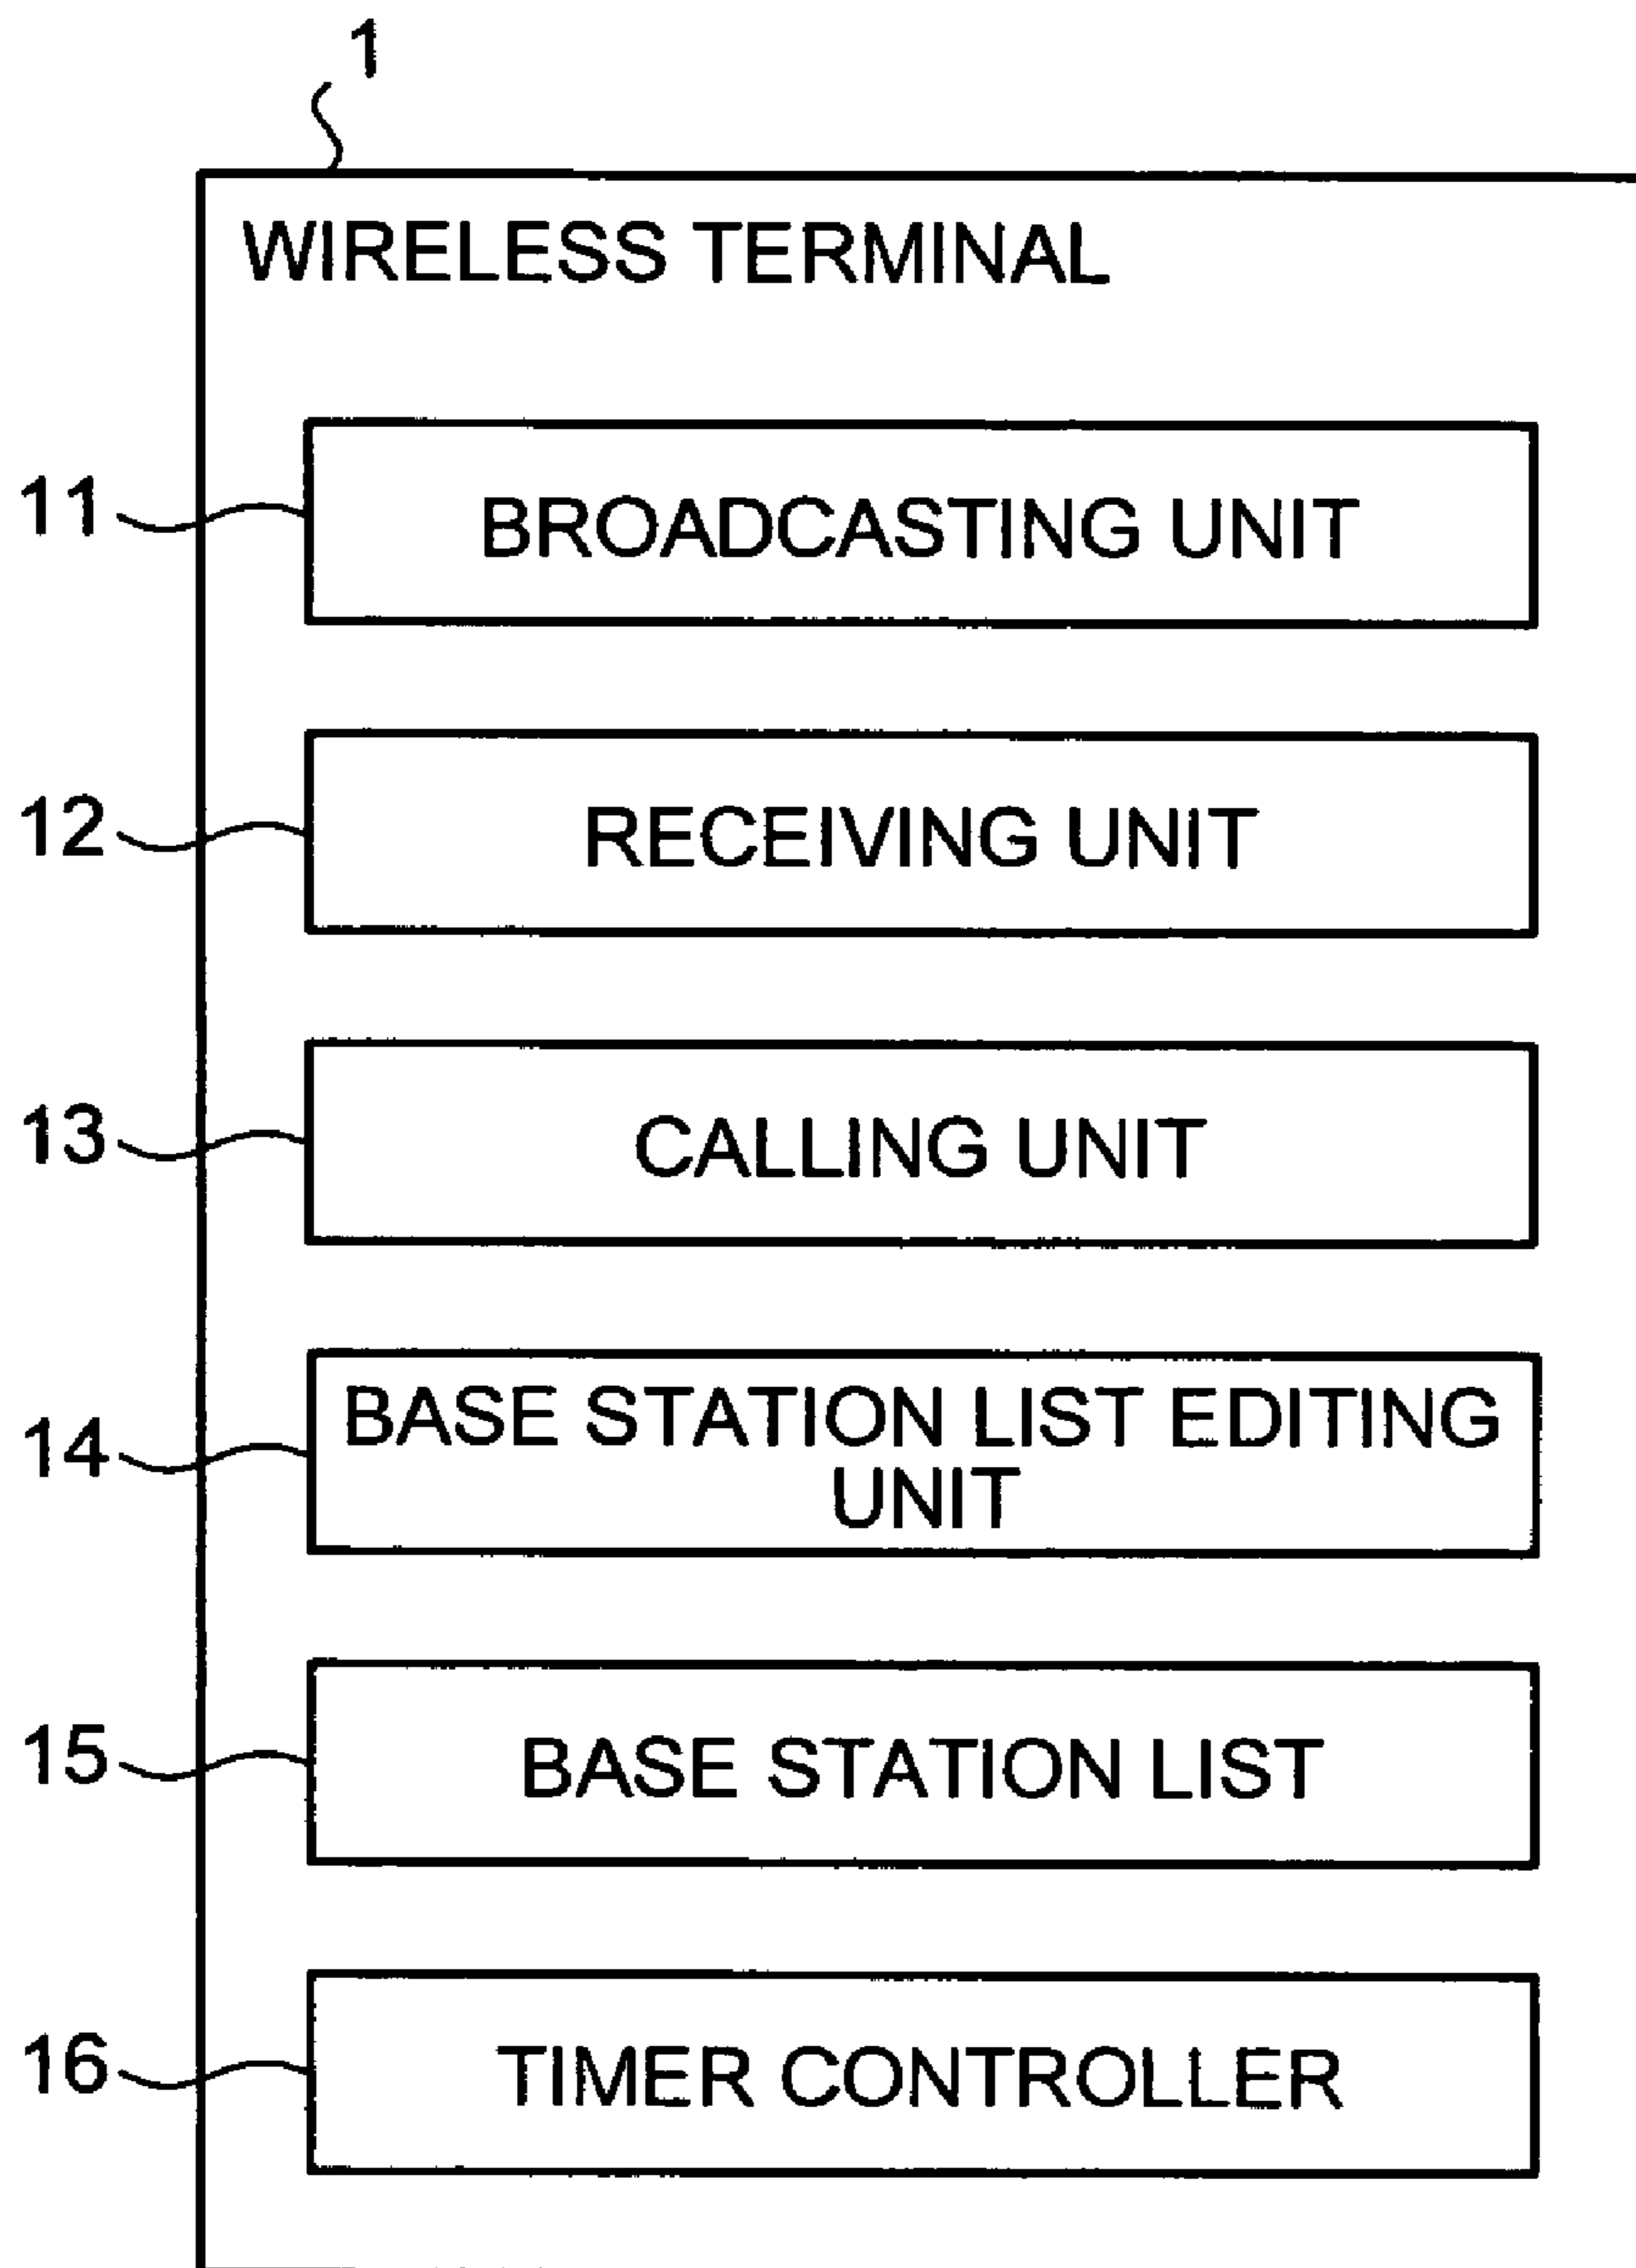 1
WIRELESS TERMINAL
11 BROADCASTING UNIT
12 RECEIVING UNIT
13 CALLING UNIT
14 BASE STATION LIST EDITING
UNIT
15 BASE STATION LIST
16 TIMER CONTROLLER